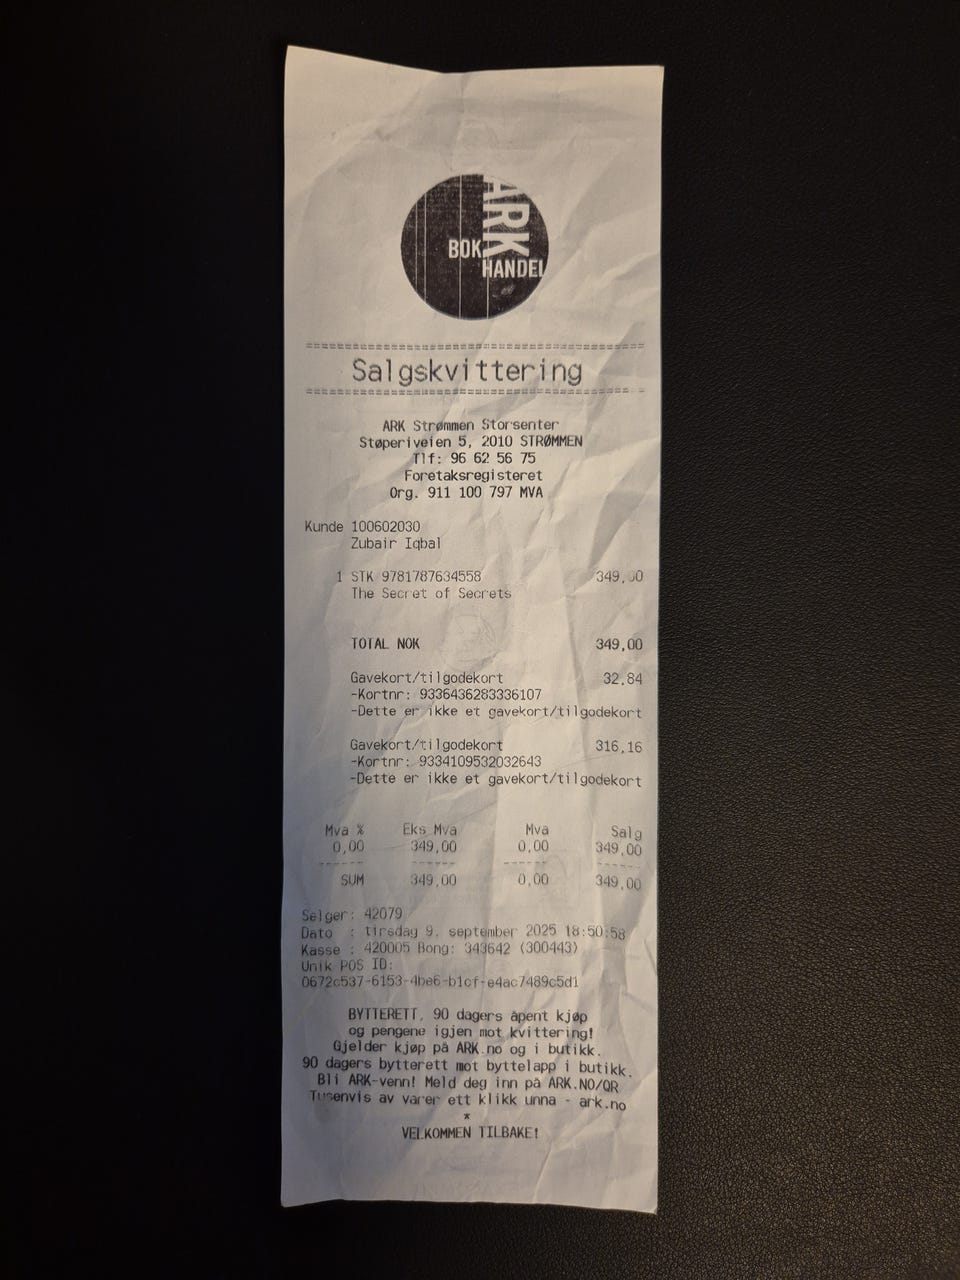 ARK
BOK
HANDEL
================================================
Salgskvittering
================================================
ARK Strømmen Storsenter
Støperiveien 5, 2010 STRØMMEN
Tlf: 96 62 56 75
Foretaksregisteret
Org. 911 100 797 MVA
Kunde 100602030
Zubair Iqbal
1 STK 9781787634558 349,00
The Secret of Secrets
TOTAL NOK 349,00
Gavekort/tilgodekort 32,84
-Kortnr: 9336436283336107
-Dette er ikke et gavekort/tilgodekort
Gavekort/tilgodekort 316,16
-Kortnr: 9334109532032643
-Dette er ikke et gavekort/tilgodekort
Mva % Eks Mva Mva Salg
0,00 349,00 0,00 349,00
------ ------ ------ ------
SUM 349,00 0,00 349,00
Selger: 42079
Dato : tirsdag 9. september 2025 18:50:58
Kasse : 420005 Bong: 343642 (300443)
Unik POS ID:
0672c537-6153-4be6-b1cf-e4ac7489c5d1
BYTTERETT, 90 dagers åpent kjøp
og pengene igjen mot kvittering!
Gjelder kjøp på ARK.no og i butikk.
90 dagers bytterett mot byttelapp i butikk.
Bli ARK-venn! Meld deg inn på ARK.NO/QR
Tusenvis av varer ett klikk unna - ark.no
*
VELKOMMEN TILBAKE!